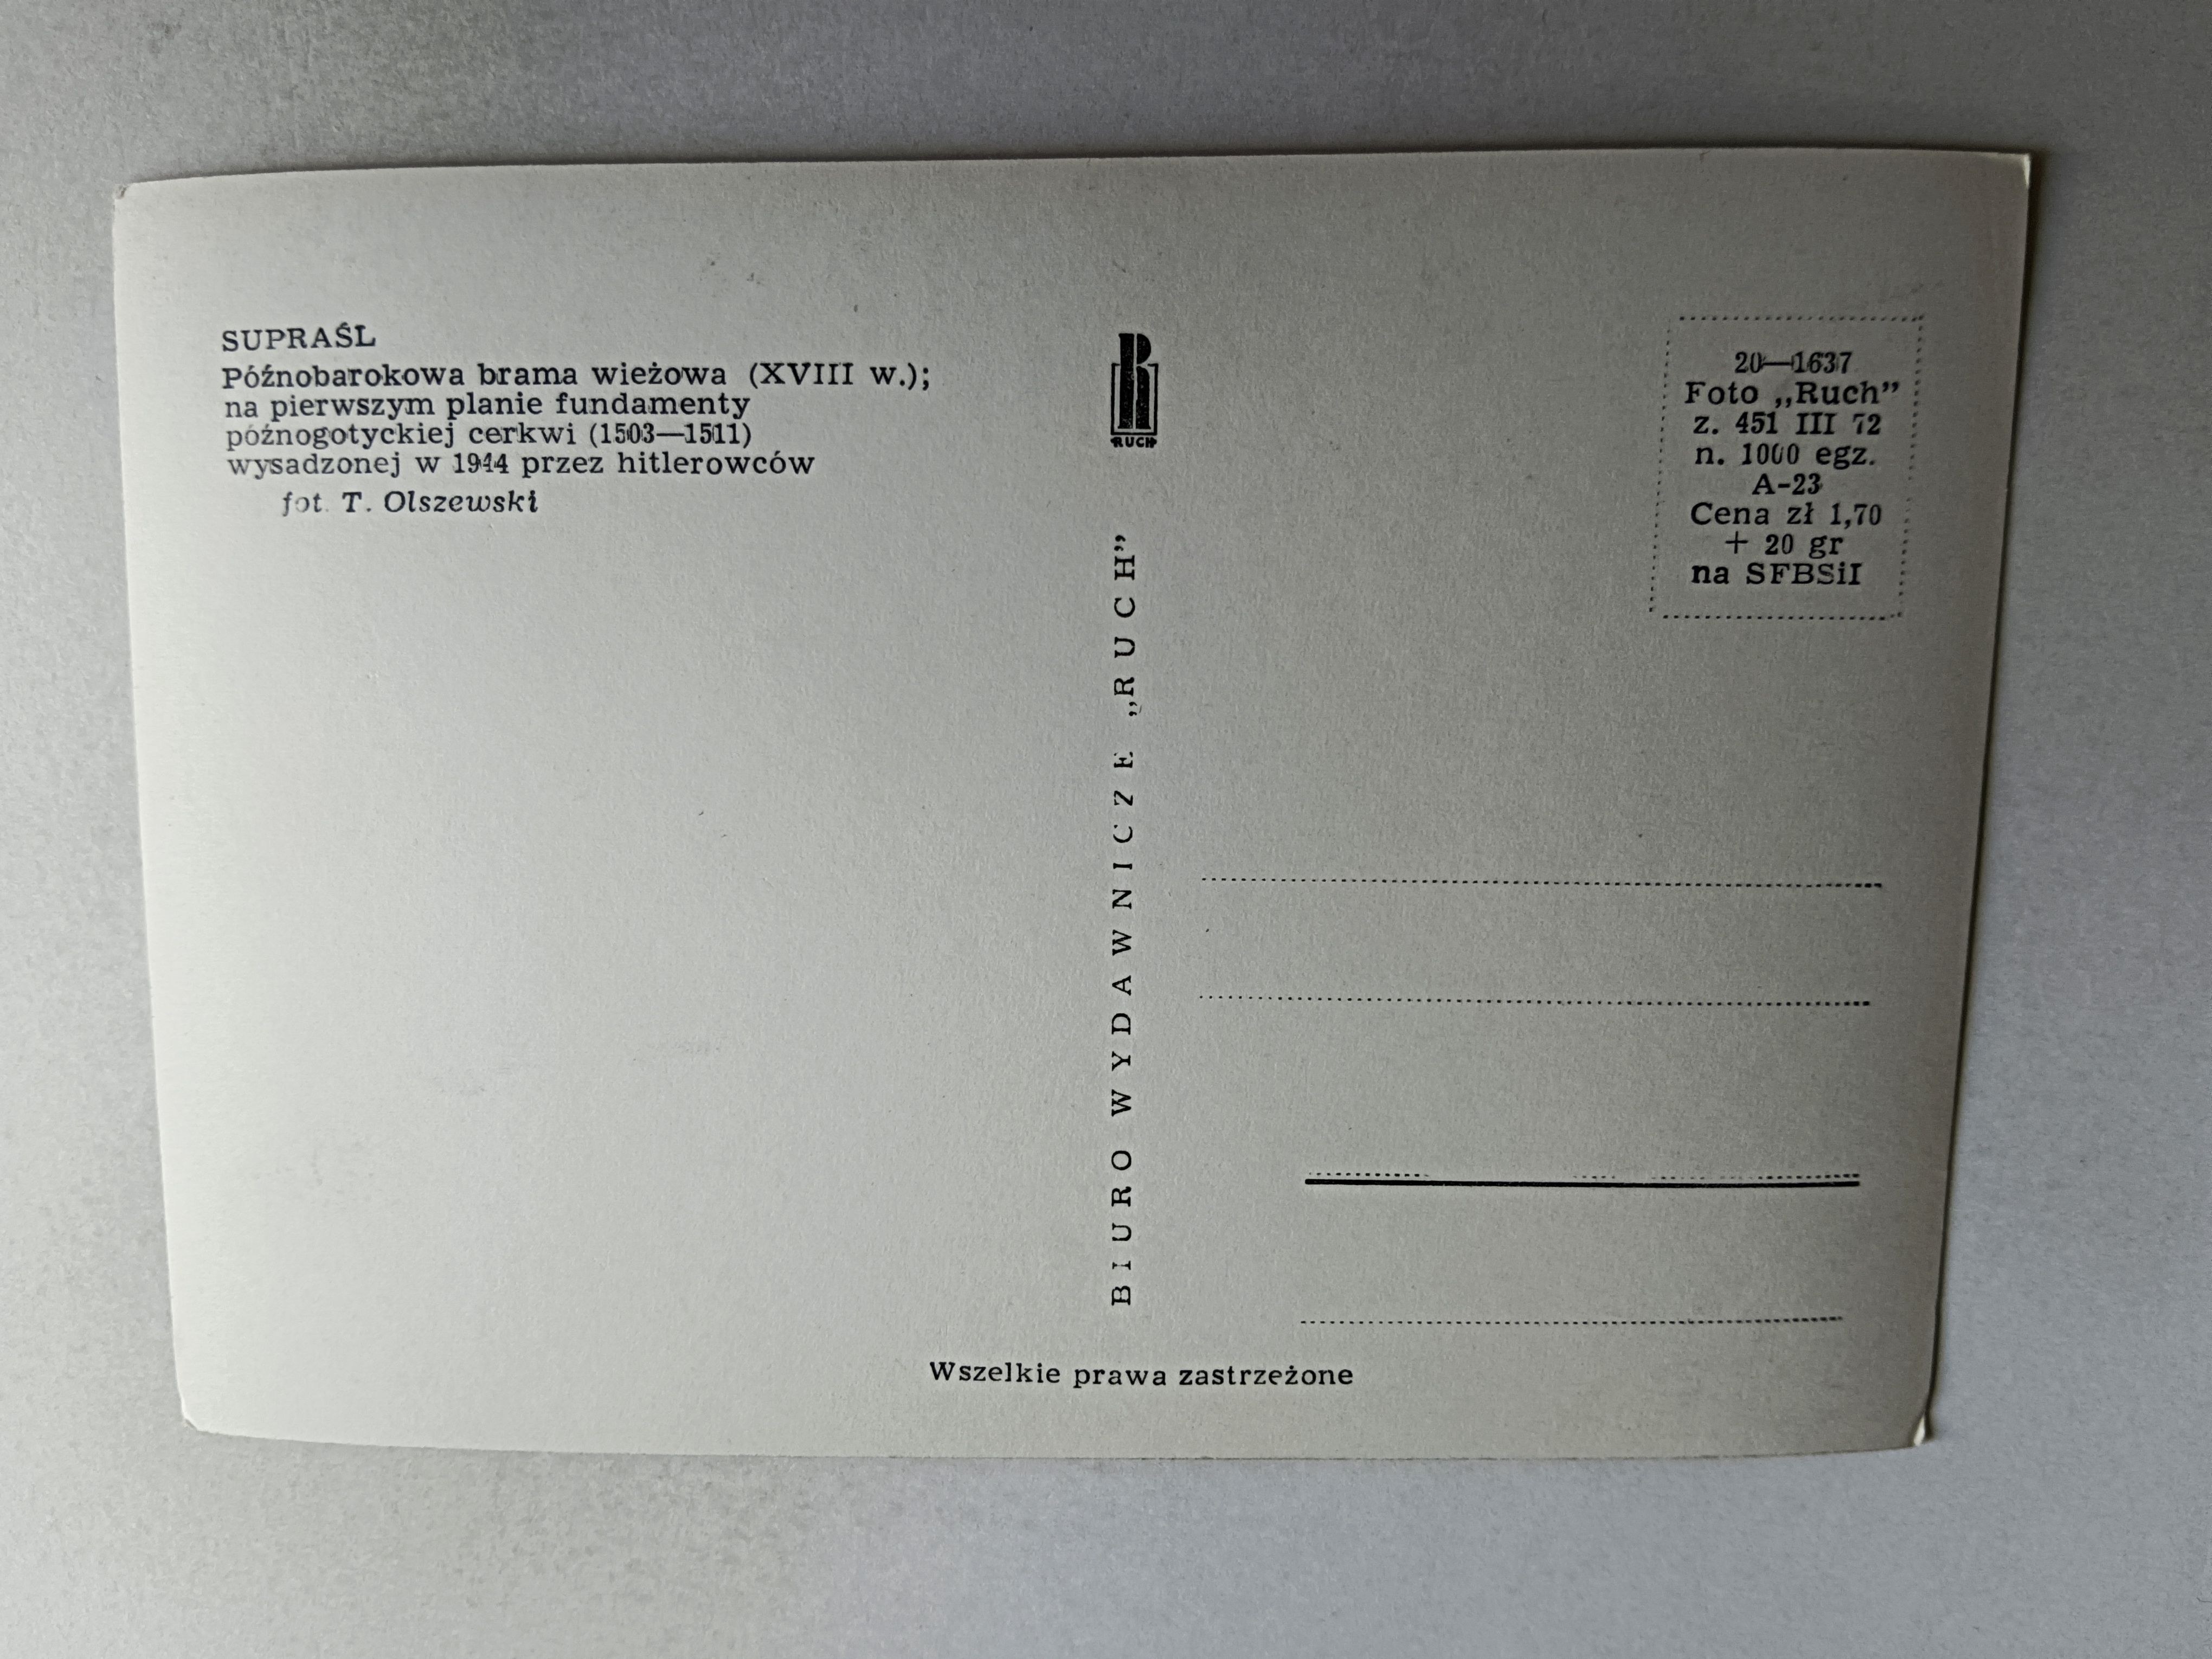 SUPRAŚL
Późnobarokowa brama wieżowa (XVIII w.);
na pierwszym planie fundamenty
późnogotyckiej cerkwi (1503—1511)
wysadzonej w 1944 przez hitlerowców
fot. T. Olszewski
RUCH
BIURO WYDAWNICZE „RUCH”
20—1637
Foto „Ruch”
z. 451 III 72
n. 1000 egz.
A-23
Cena zł 1,70
+ 20 gr
na SFBSiI
Wszelkie prawa zastrzeżone